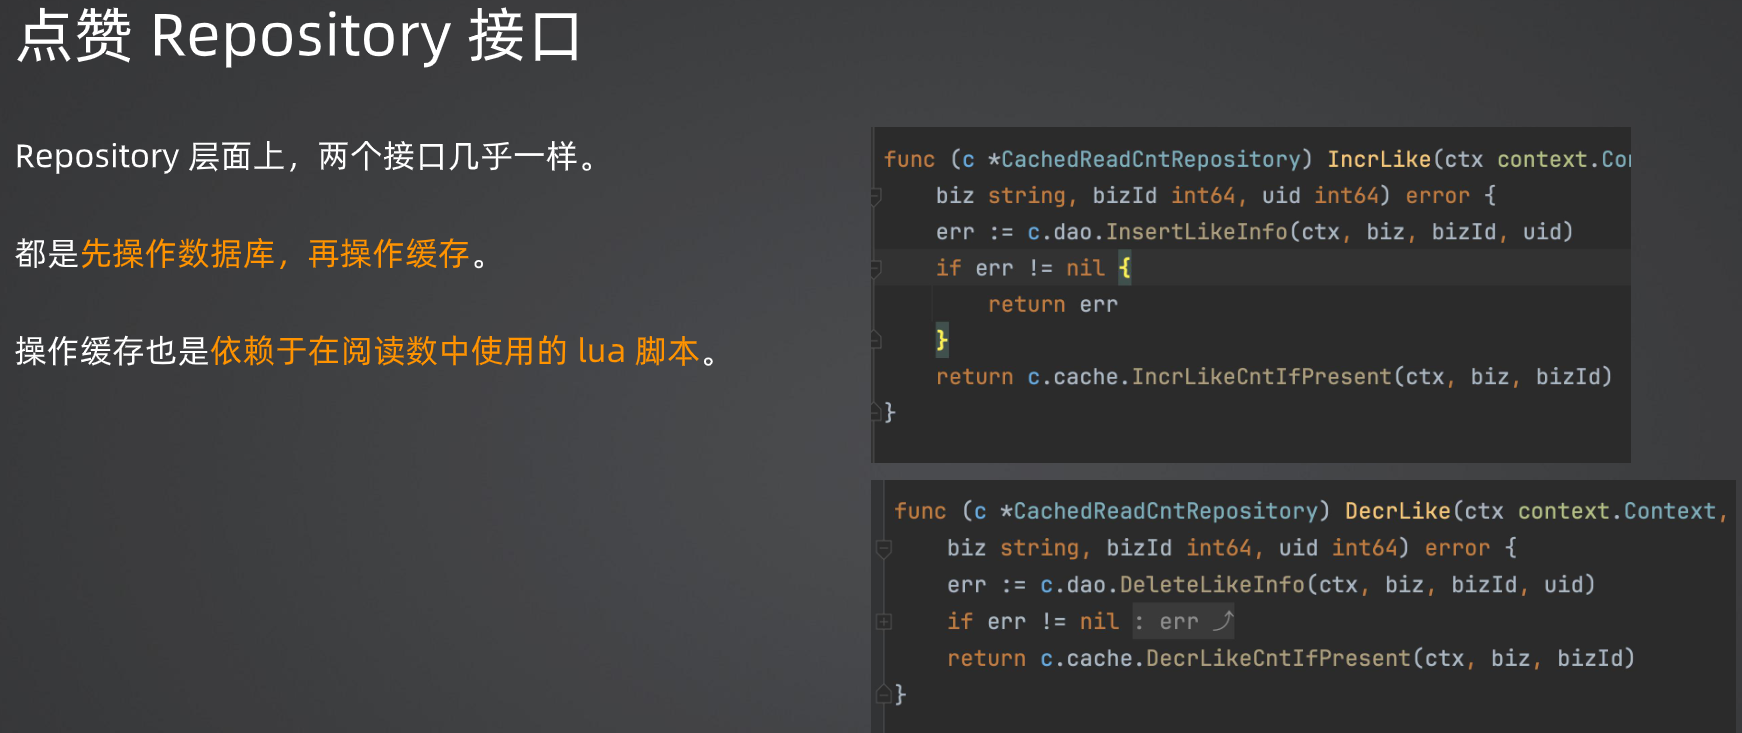 点赞 Repository 接口
Repository 层面上，两个接口几乎一样。
都是先操作数据库，再操作缓存。
操作缓存也是依赖于在阅读数中使用的 lua 脚本。
func (c *CachedReadCntRepository) IncrLike(ctx context.Co
biz string, bizId int64, uid int64) error {
err := c.dao.InsertLikeInfo(ctx, biz, bizId, uid)
if err != nil {
return err
}
return c.cache.IncrLikeCntIfPresent(ctx, biz, bizId)
}
func (c *CachedReadCntRepository) DecrLike(ctx context.Context,
biz string, bizId int64, uid int64) error {
err := c.dao.DeleteLikeInfo(ctx, biz, bizId, uid)
if err != nil : err ⤴
return c.cache.DecrLikeCntIfPresent(ctx, biz, bizId)
}